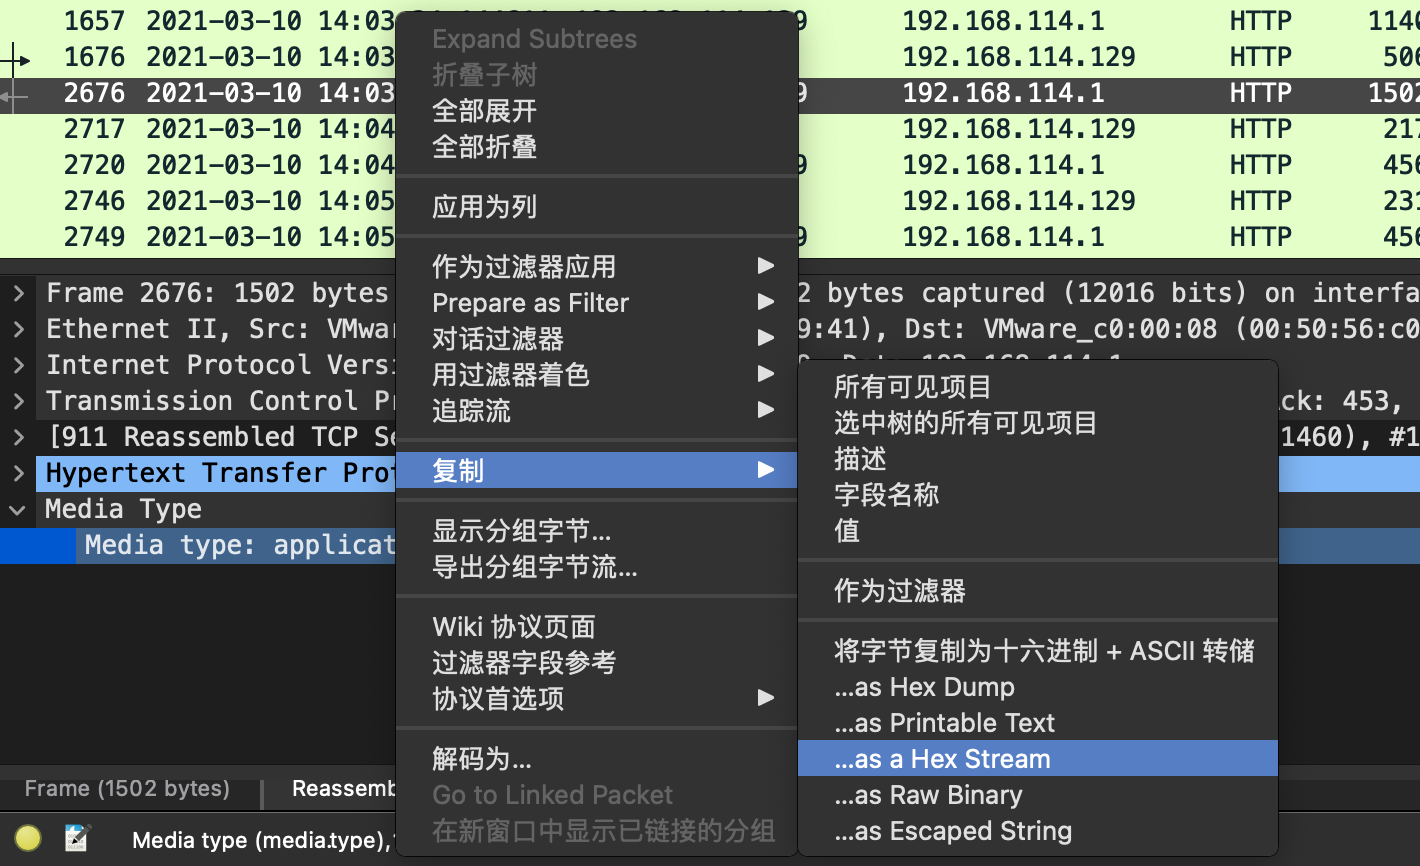 1657 2021-03-10 14:03 9 192.168.114.1 HTTP 1140
1676 2021-03-10 14:03 192.168.114.129 HTTP 506
2676 2021-03-10 14:03 9 192.168.114.1 HTTP 1502
2717 2021-03-10 14:04 192.168.114.129 HTTP 217
2720 2021-03-10 14:04 9 192.168.114.1 HTTP 456
2746 2021-03-10 14:05 192.168.114.129 HTTP 231
2749 2021-03-10 14:05 9 192.168.114.1 HTTP 456
Frame 2676: 1502 bytes 2 bytes captured (12016 bits) on interfa
Ethernet II, Src: VMwar 9:41), Dst: VMware_c0:00:08 (00:50:56:c0
Internet Protocol Versi
Transmission Control Pr ck: 453,
[911 Reassembled TCP Se 1460), #1
Hypertext Transfer Prot
Media Type
Media type: applicat
Frame (1502 bytes) Reassemb
Media type (media.type),
Expand Subtrees
折叠子树
全部展开
全部折叠
应用为列
作为过滤器应用
Prepare as Filter
对话过滤器
用过滤器着色
追踪流
复制
显示分组字节...
导出分组字节流...
Wiki 协议页面
过滤器字段参考
协议首选项
解码为...
Go to Linked Packet
在新窗口中显示已链接的分组
所有可见项目
选中树的所有可见项目
描述
字段名称
值
作为过滤器
将字节复制为十六进制 + ASCII 转储
...as Hex Dump
...as Printable Text
...as a Hex Stream
...as Raw Binary
...as Escaped String